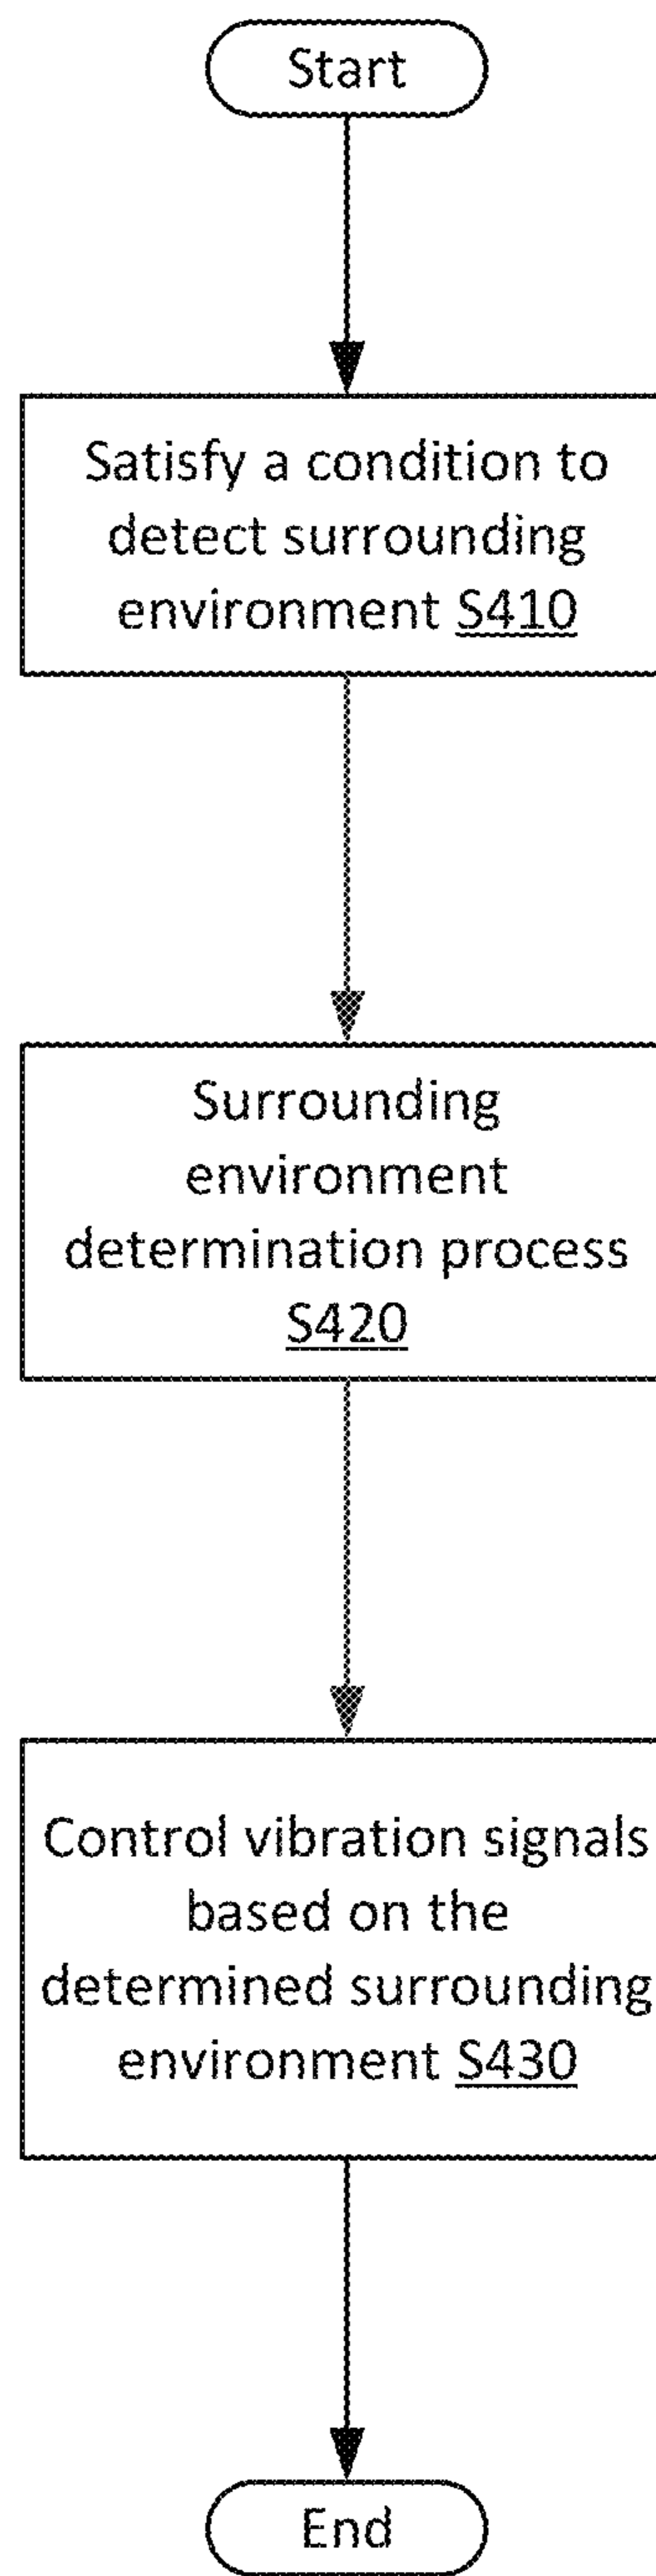 Start
Satisfy a condition to
detect surrounding
environment S410
Surrounding
environment
determination process
S420
Control vibration signals
based on the
determined surrounding
environment S430
End